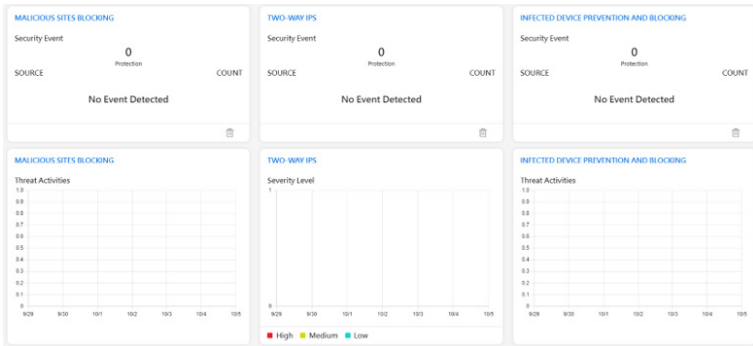 MALICIOUS SITES BLOCKING
Security Event
0
Protection
SOURCE COUNT
No Event Detected
TWO-WAY IPS
Security Event
0
Protection
SOURCE COUNT
No Event Detected
INFECTED DEVICE PREVENTION AND BLOCKING
Security Event
0
Protection
SOURCE COUNT
No Event Detected
MALICIOUS SITES BLOCKING
Threat Activities
1.0
0.9
0.8
0.7
0.6
0.5
0.4
0.3
0.2
0.1
0
9/29 9/30 10/1 10/2 10/3 10/4 10/5
TWO-WAY IPS
Severity Level
1
0
9/29 9/30 10/1 10/2 10/3 10/4 10/5
High Medium Low
INFECTED DEVICE PREVENTION AND BLOCKING
Threat Activities
1.0
0.9
0.8
0.7
0.6
0.5
0.4
0.3
0.2
0.1
0
9/29 9/30 10/1 10/2 10/3 10/4 10/5